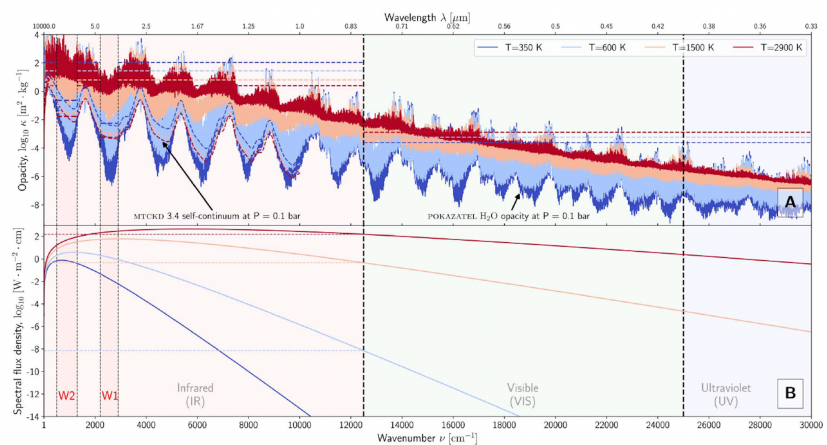 Wavelength λ [μm]
10000.0 5.0 2.5 1.67 1.25 1.0 0.83 0.71 0.62 0.56 0.5 0.45 0.42 0.4 0.38 0.36 0.33
4
2
0
-2
-4
-6
-8
Opacity, log₁₀ κ [m² · kg⁻¹]
T=350 K T=600 K T=1500 K T=2900 K
MTCKD 3.4 self-continuum at P = 0.1 bar
POKAZATEL H₂O opacity at P = 0.1 bar
A
2
0
-2
-4
-6
-8
-10
-12
-14
Spectral flux density, log₁₀ [W · m⁻² · cm]
W2 W1
Infrared
(IR)
Visible
(VIS)
Ultraviolet
(UV)
B
1 2000 4000 6000 8000 10000 12000 14000 16000 18000 20000 22000 24000 26000 28000 30000
Wavenumber ν [cm⁻¹]